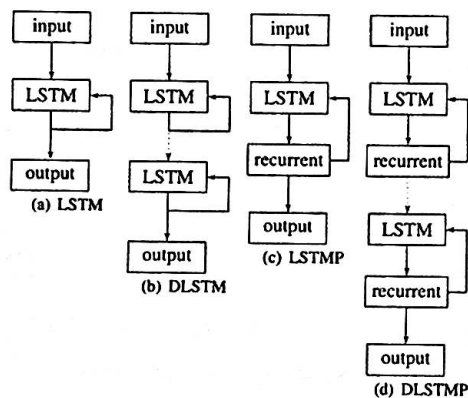 input
LSTM
output
(a) LSTM
input
LSTM
LSTM
output
(b) DLSTM
input
LSTM
recurrent
output
(c) LSTMP
input
LSTM
recurrent
LSTM
recurrent
output
(d) DLSTMP